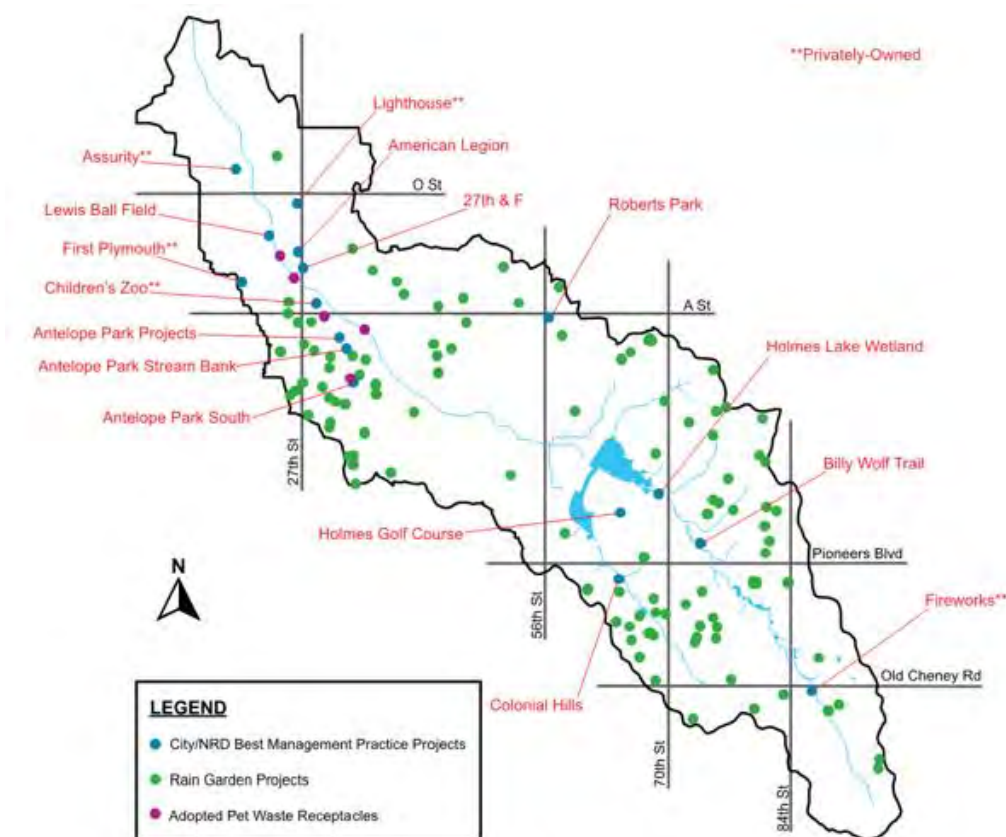 **Privately-Owned
Lighthouse**
American Legion
Assurity**
O St
27th & F
Roberts Park
Lewis Ball Field
First Plymouth**
Children's Zoo**
A St
Antelope Park Projects
Holmes Lake Wetland
Antelope Park Stream Bank
Antelope Park South
27th St
Billy Wolf Trail
Holmes Golf Course
Pioneers Blvd
N
56th St
Fireworks**
Old Cheney Rd
Colonial Hills
70th St
84th St
LEGEND
City/NRD Best Management Practice Projects
Rain Garden Projects
Adopted Pet Waste Receptacles